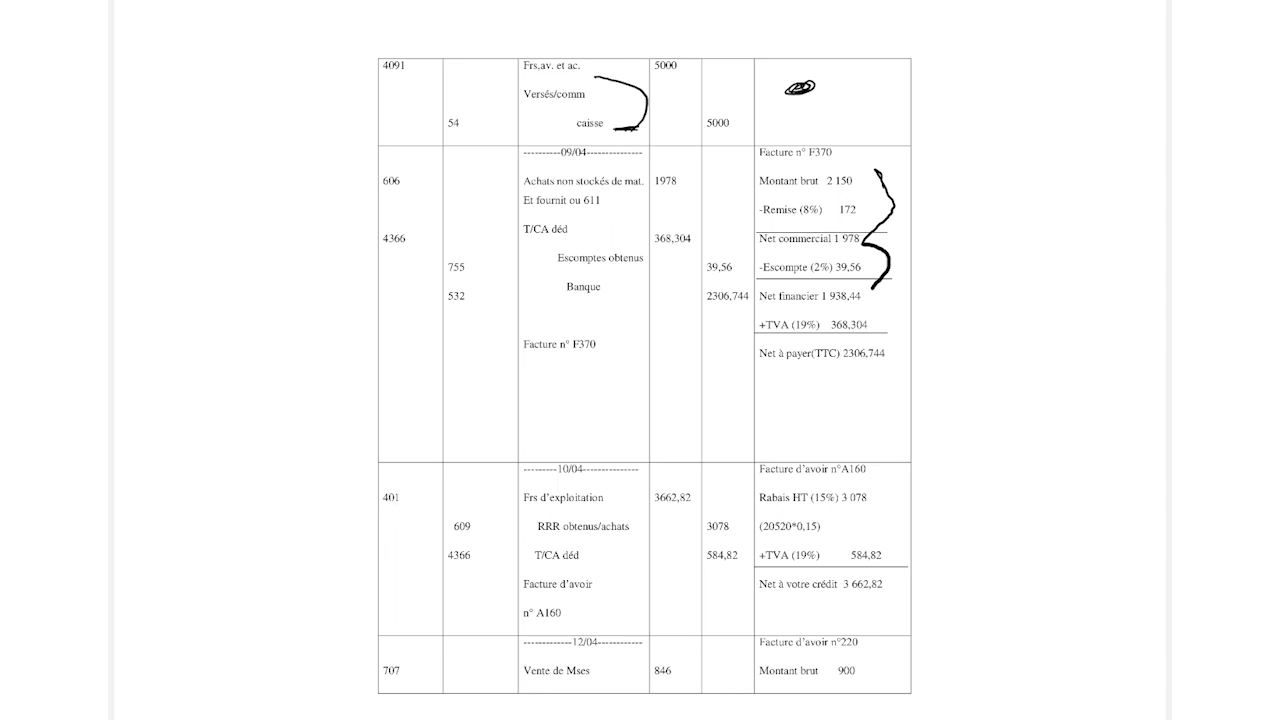 4091 Frs,av. et ac. 5000
Versés/comm
54 caisse 5000
----------09/04--------------- Facture n° F370
606 Achats non stockés de mat. 1978 Montant brut 2 150
Et fournit ou 611
-Remise (8%) 172
T/CA déd
4366 368,304 Net commercial 1 978
Escomptes obtenus
755 39,56 -Escompte (2%) 39,56
Banque
532 2306,744 Net financier 1 938,44
+TVA (19%) 368,304
Facture n° F370
Net à payer(TTC) 2306,744
---------10/04--------------- Facture d'avoir n°A160
401 Frs d'exploitation 3662,82 Rabais HT (15%) 3 078
609 RRR obtenus/achats 3078 (20520*0,15)
4366 T/CA déd 584,82 +TVA (19%) 584,82
Facture d'avoir Net à votre crédit 3 662,82
n° A160
-------------12/04------------ Facture d'avoir n°220
707 Vente de Mses 846 Montant brut 900